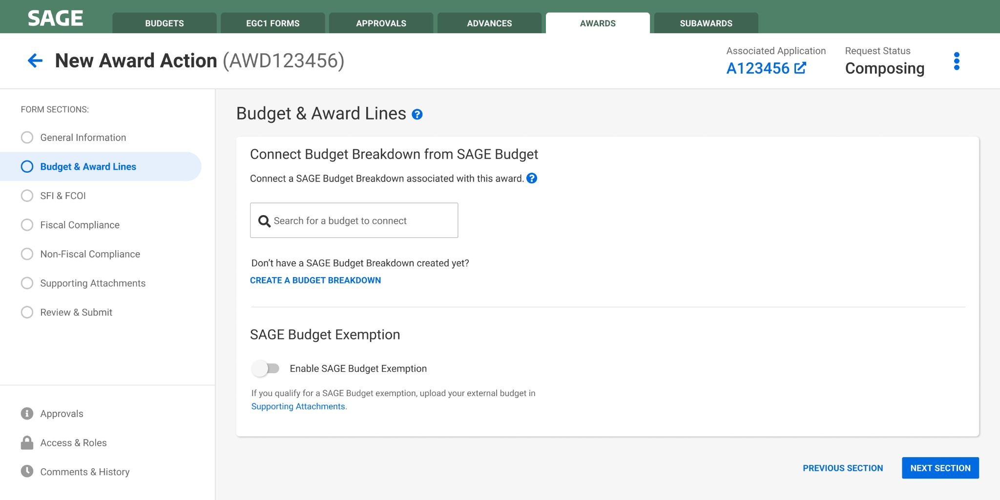 SAGE
BUDGETS
EGC1 FORMS
APPROVALS
ADVANCES
AWARDS
SUBAWARDS
New Award Action (AWD123456)
Associated Application
A123456
Request Status
Composing
FORM SECTIONS:
General Information
Budget & Award Lines
SFI & FCOI
Fiscal Compliance
Non-Fiscal Compliance
Supporting Attachments
Review & Submit
Approvals
Access & Roles
Comments & History
Budget & Award Lines
Connect Budget Breakdown from SAGE Budget
Connect a SAGE Budget Breakdown associated with this award.
Search for a budget to connect
Don’t have a SAGE Budget Breakdown created yet?
CREATE A BUDGET BREAKDOWN
SAGE Budget Exemption
Enable SAGE Budget Exemption
If you qualify for a SAGE Budget exemption, upload your external budget in
Supporting Attachments.
PREVIOUS SECTION
NEXT SECTION